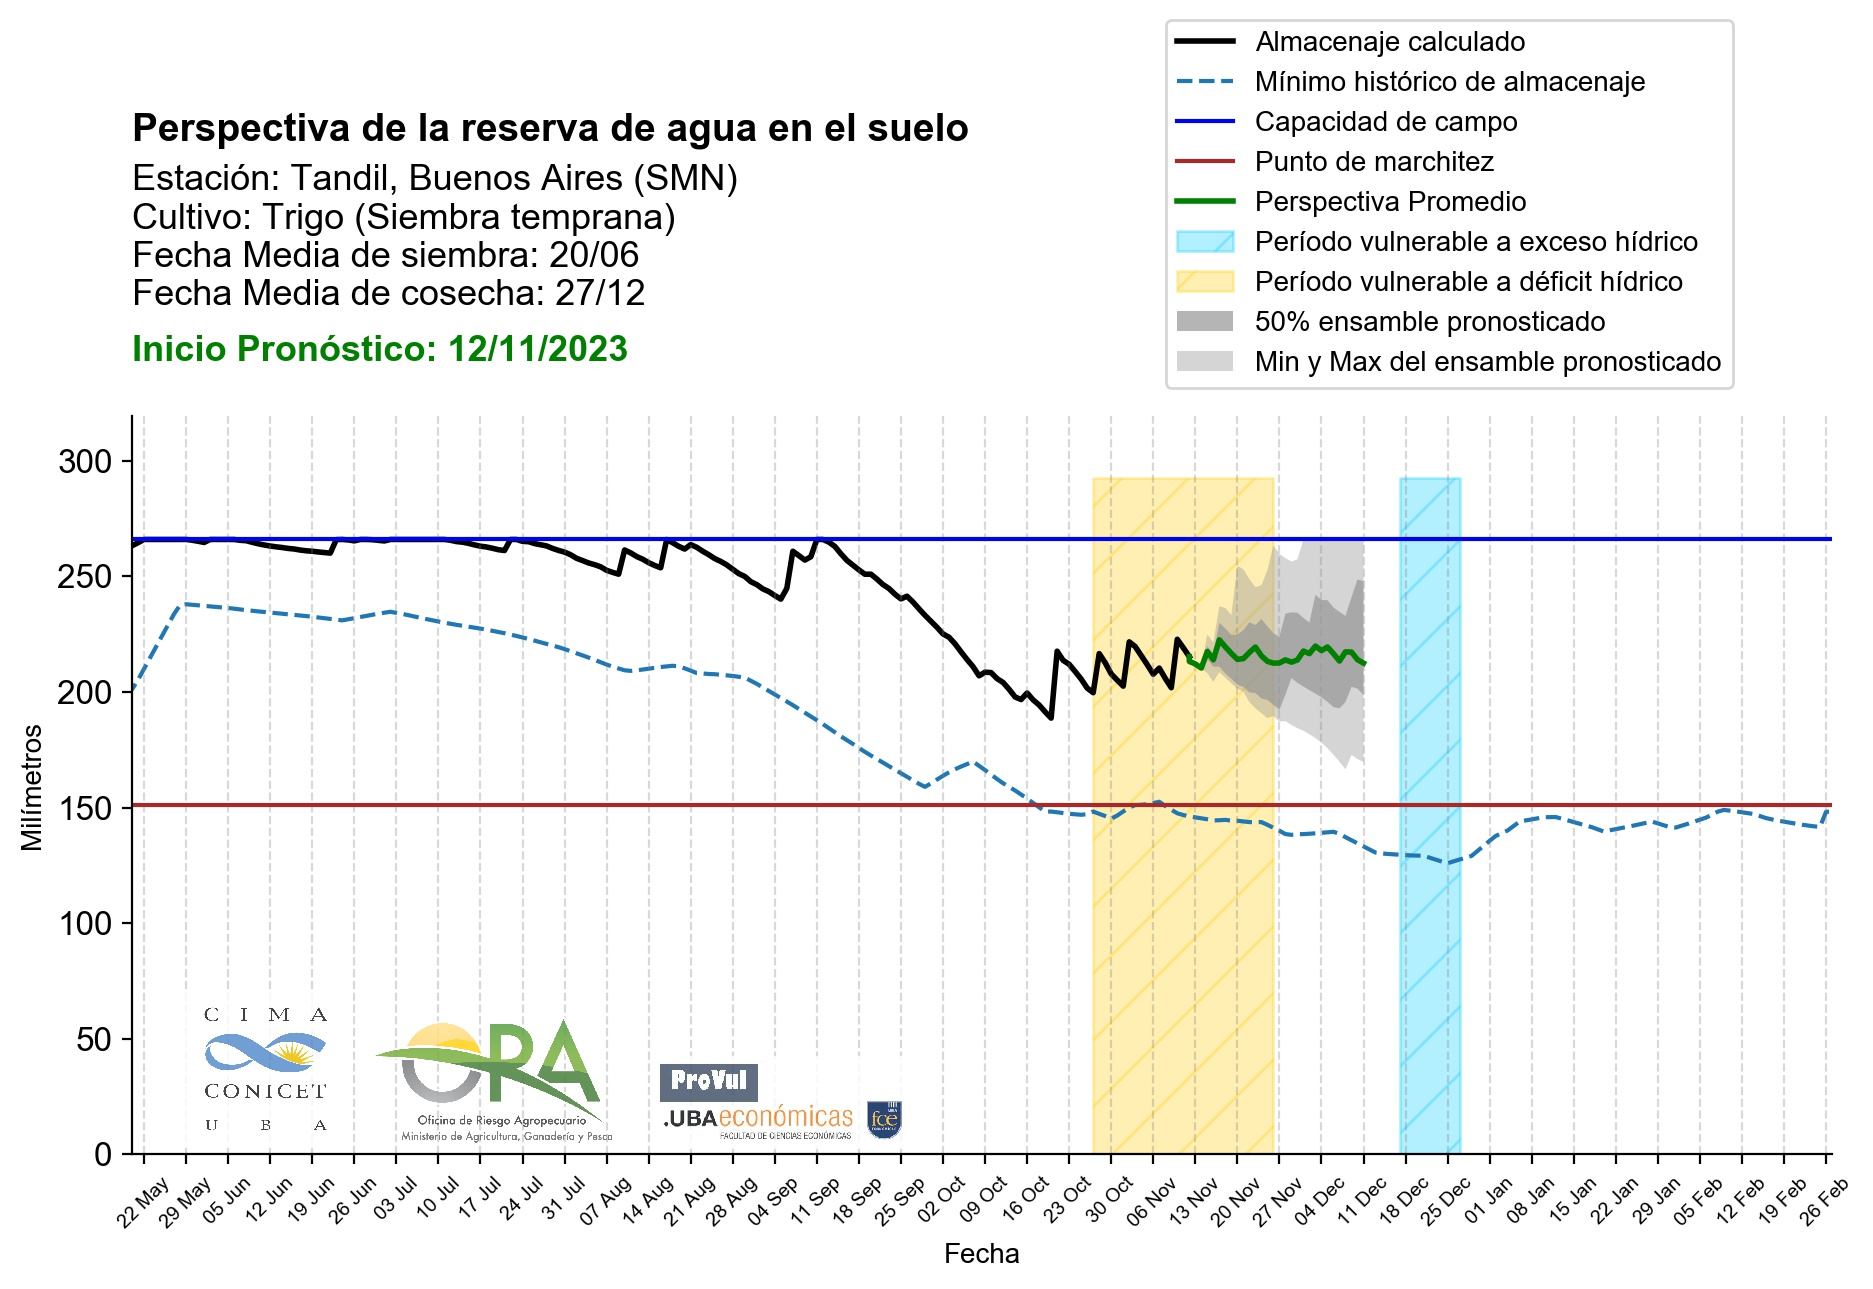 Almacenaje calculado
Mínimo histórico de almacenaje
Capacidad de campo
Punto de marchitez
Perspectiva Promedio
Período vulnerable a exceso hídrico
Período vulnerable a déficit hídrico
50% ensamble pronosticado
Min y Max del ensamble pronosticado
Perspectiva de la reserva de agua en el suelo
Estación: Tandil, Buenos Aires (SMN)
Cultivo: Trigo (Siembra temprana)
Fecha Media de siembra: 20/06
Fecha Media de cosecha: 27/12
Inicio Pronóstico: 12/11/2023
Milímetros
300
250
200
150
100
50
0
CIMA
CONICET
UBA
ORA
Oficina de Riesgo Agropecuario
Ministerio de Agricultura, Ganadería y Pesca
ProVul
.UBAeconómicas
FACULTAD DE CIENCIAS ECONÓMICAS
UBA
fce
ECONÓMICAS
22 May
29 May
05 Jun
12 Jun
19 Jun
26 Jun
03 Jul
10 Jul
17 Jul
24 Jul
31 Jul
07 Aug
14 Aug
21 Aug
28 Aug
04 Sep
11 Sep
18 Sep
25 Sep
02 Oct
09 Oct
16 Oct
23 Oct
30 Oct
06 Nov
13 Nov
20 Nov
27 Nov
04 Dec
11 Dec
18 Dec
25 Dec
01 Jan
08 Jan
15 Jan
22 Jan
29 Jan
05 Feb
12 Feb
19 Feb
26 Feb
Fecha